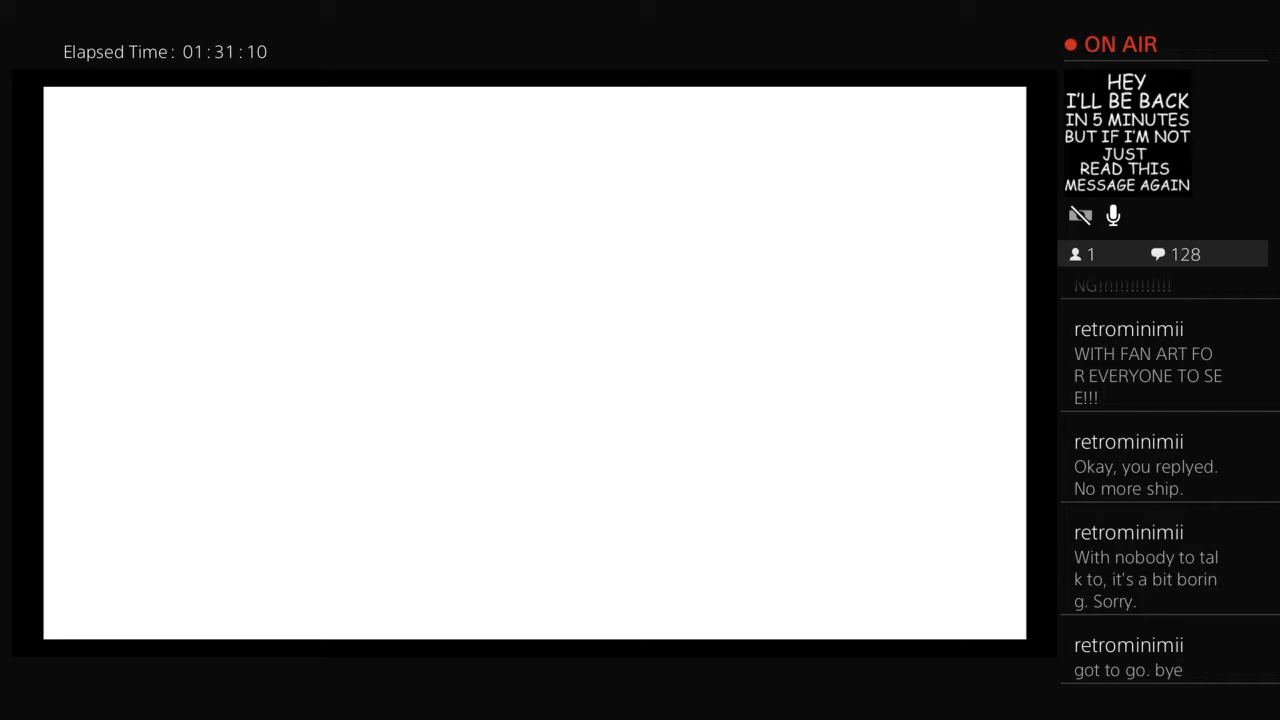 Elapsed Time: 01:31:10
ON AIR
HEY
I'LL BE BACK
IN 5 MINUTES
BUT IF I'M NOT
JUST
READ THIS
MESSAGE AGAIN
1 128
NG!!!!!!!!!!!!!!
retrominimii
WITH FAN ART FO
R EVERYONE TO SE
E!!!
retrominimii
Okay, you replyed.
No more ship.
retrominimii
With nobody to tal
k to, it's a bit borin
g. Sorry.
retrominimii
got to go. bye